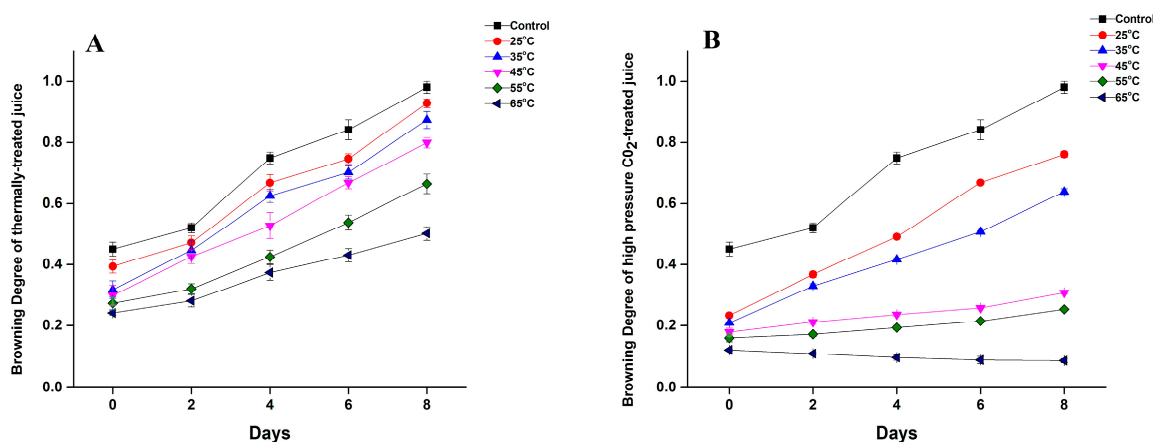 A
Control
25°C
35°C
45°C
55°C
65°C
Browning Degree of thermally-treated juice
1.0
0.8
0.6
0.4
0.2
0.0
0 2 4 6 8
Days
B
Control
25°C
35°C
45°C
55°C
65°C
Browning Degree of high pressure C0₂-treated juice
1.0
0.8
0.6
0.4
0.2
0.0
0 2 4 6 8
Days